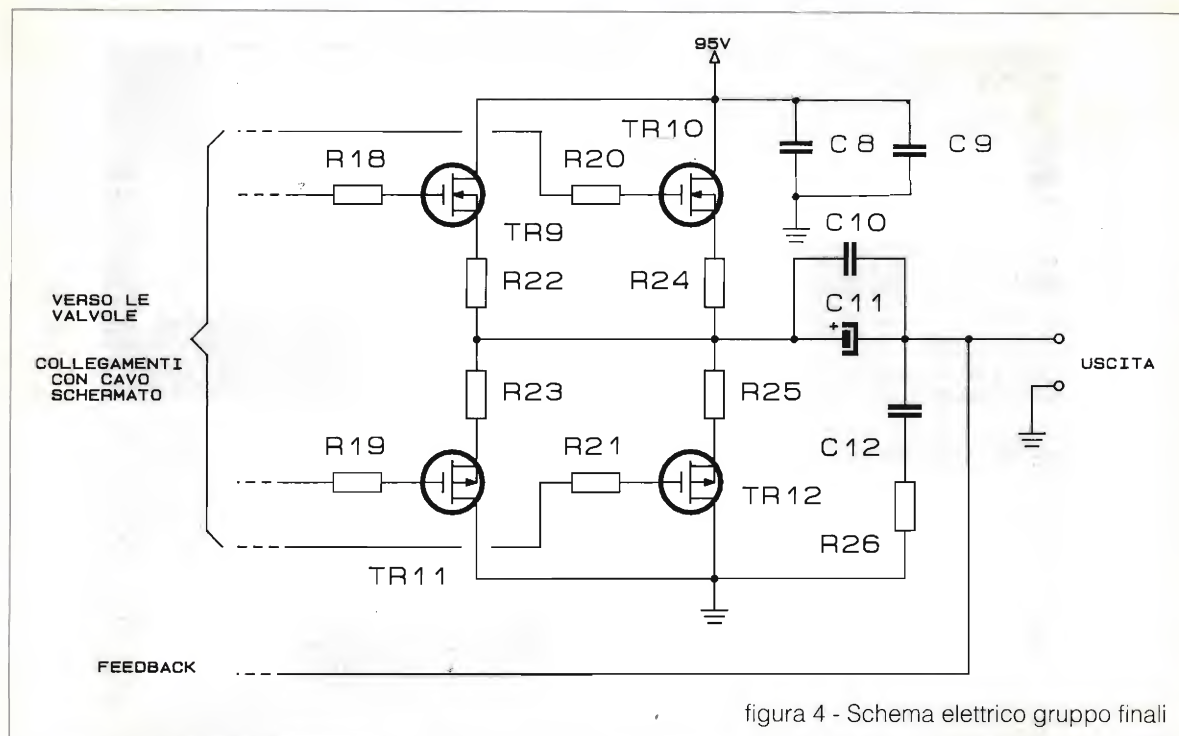 95V
TR10
C8
C9
R18
R20
TR9
C10
R22
R24
C11
+
VERSO LE
VALVOLE
COLLEGAMENTI
CON CAVO
SCHERMATO
USCITA
R23
R25
C12
R19
R21
TR12
R26
TR11
FEEDBACK
figura 4 - Schema elettrico gruppo finali